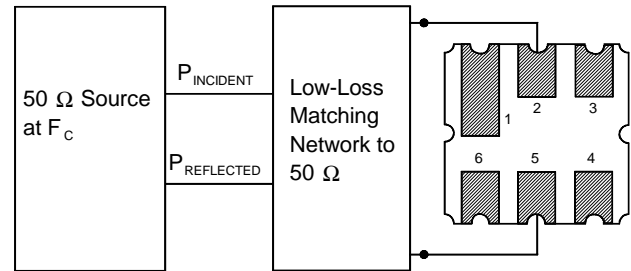 50 Ω Source
at F_C
P_INCIDENT
P_REFLECTED
Low-Loss
Matching
Network to
50 Ω
1
2
3
6
5
4